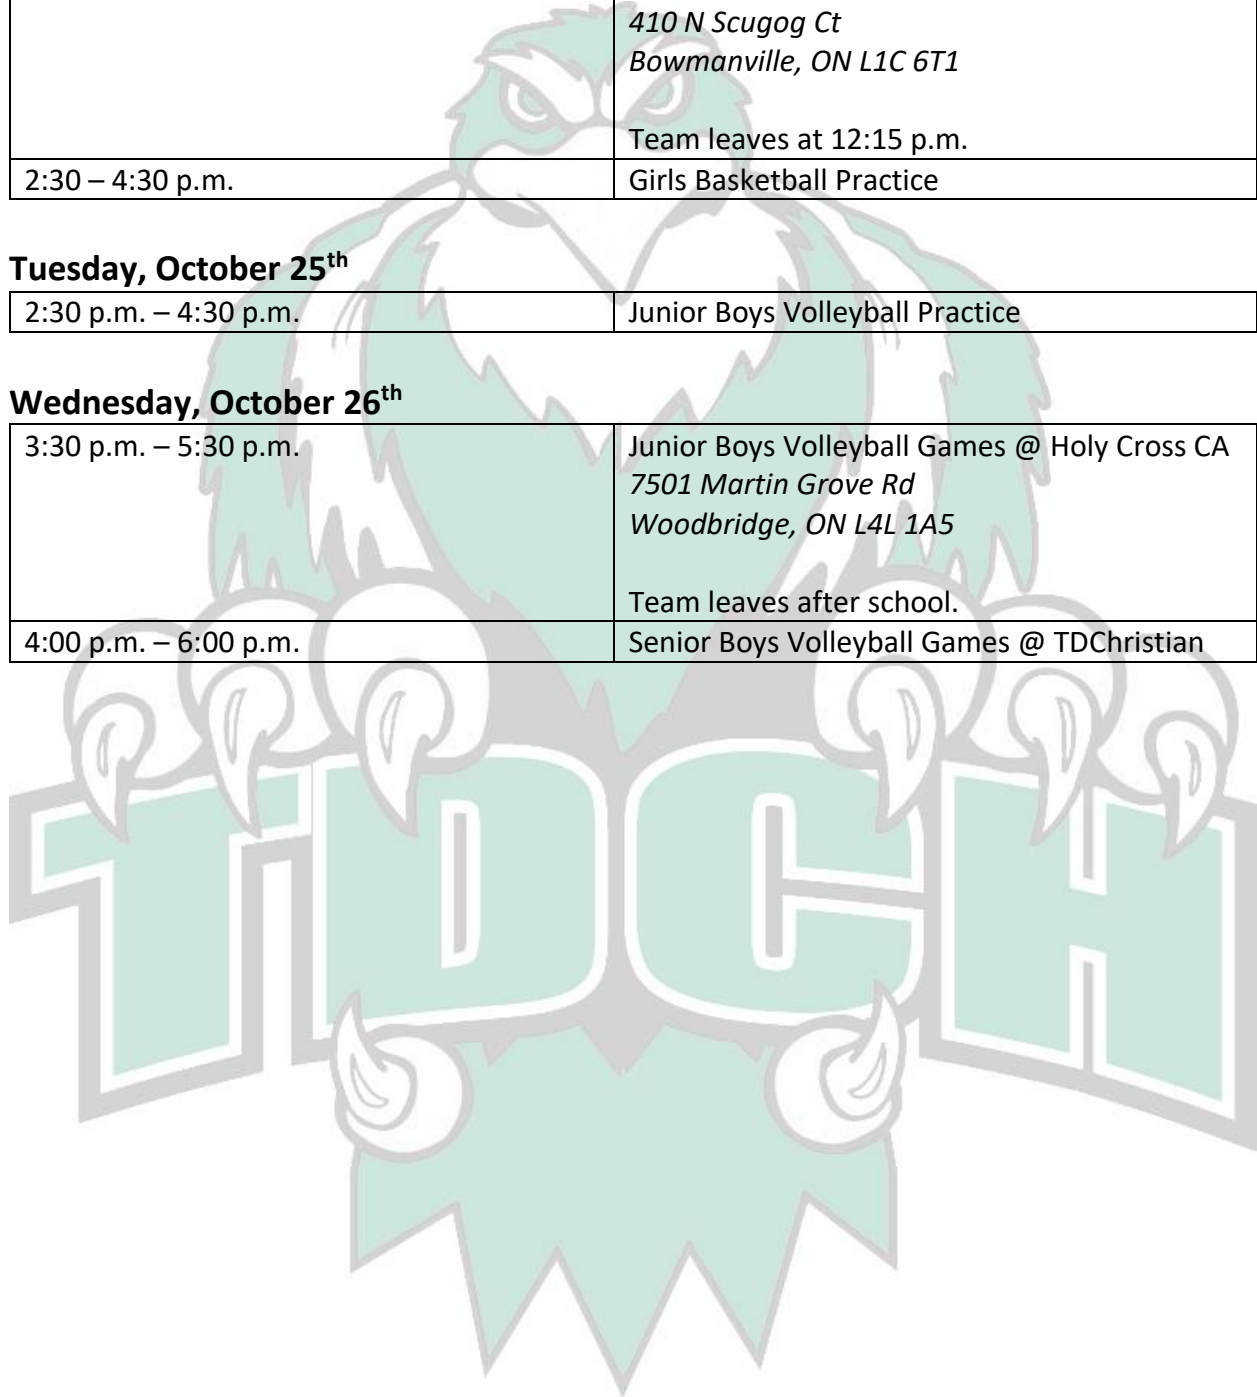 410 N Scugog Ct
Bowmanville, ON L1C 6T1
Team leaves at 12:15 p.m.
2:30 – 4:30 p.m. Girls Basketball Practice
Tuesday, October 25th
2:30 p.m. – 4:30 p.m. Junior Boys Volleyball Practice
Wednesday, October 26th
3:30 p.m. – 5:30 p.m. Junior Boys Volleyball Games @ Holy Cross CA
7501 Martin Grove Rd
Woodbridge, ON L4L 1A5
Team leaves after school.
4:00 p.m. – 6:00 p.m. Senior Boys Volleyball Games @ TDChristian
TDCH